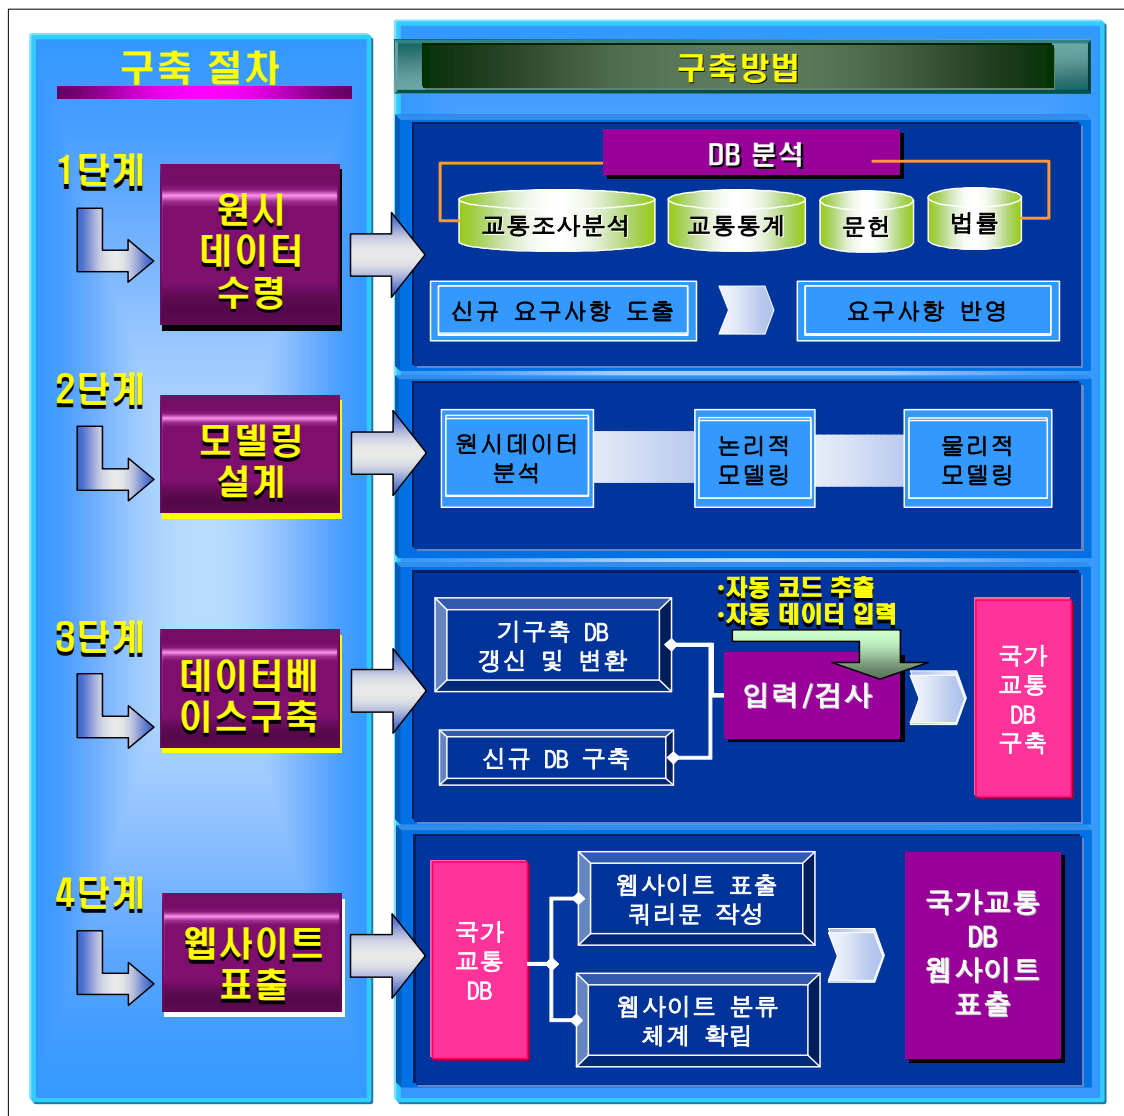 구축 절차
구축방법
1단계
원시
데이터
수령
DB 분석
교통조사분석
교통통계
문헌
법률
신규 요구사항 도출
요구사항 반영
2단계
모델링
설계
원시데이터
분석
논리적
모델링
물리적
모델링
3단계
데이터베
이스구축
기구축 DB
갱신 및 변환
신규 DB 구축
·자동 코드 추출
·자동 데이터 입력
입력/검사
국가
교통
DB
구축
4단계
웹사이트
표출
국가
교통
DB
웹사이트 표출
쿼리문 작성
웹사이트 분류
체계 확립
국가교통
DB
웹사이트
표출